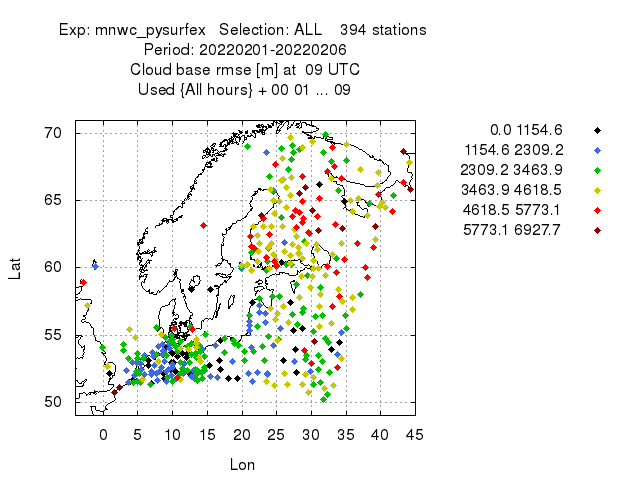 Exp: mnwc_pysurfex   Selection: ALL    394 stations
Period: 20220201-20220206
Cloud base rmse [m] at  09 UTC
Used {All hours} + 00 01 ... 09
0.0 1154.6
1154.6 2309.2
2309.2 3463.9
3463.9 4618.5
4618.5 5773.1
5773.1 6927.7
70
65
60
55
50
Lat
0 5 10 15 20 25 30 35 40 45
Lon